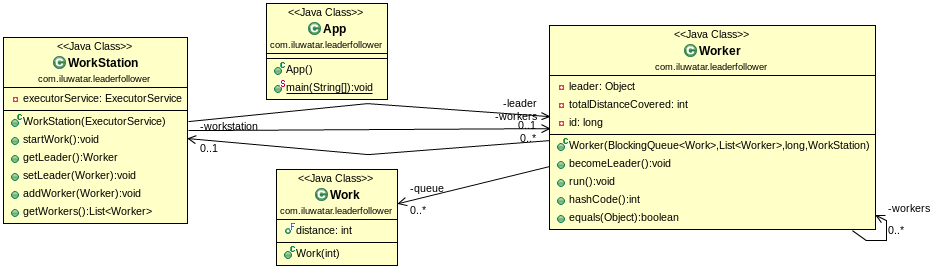 <<Java Class>>
WorkStation
com.iluwatar.leaderfollower
executorService: ExecutorService
WorkStation(ExecutorService)
startWork():void
getLeader():Worker
setLeader(Worker):void
addWorker(Worker):void
getWorkers():List<Worker>
<<Java Class>>
App
com.iluwatar.leaderfollower
App()
main(String[]):void
<<Java Class>>
Worker
com.iluwatar.leaderfollower
leader: Object
totalDistanceCovered: int
id: long
Worker(BlockingQueue<Work>,List<Worker>,long,WorkStation)
becomeLeader():void
run():void
hashCode():int
equals(Object):boolean
<<Java Class>>
Work
com.iluwatar.leaderfollower
distance: int
Work(int)
-leader
0..1
-workers
0..*
-workstation
0..1
-queue
0..*
-workers
0..*